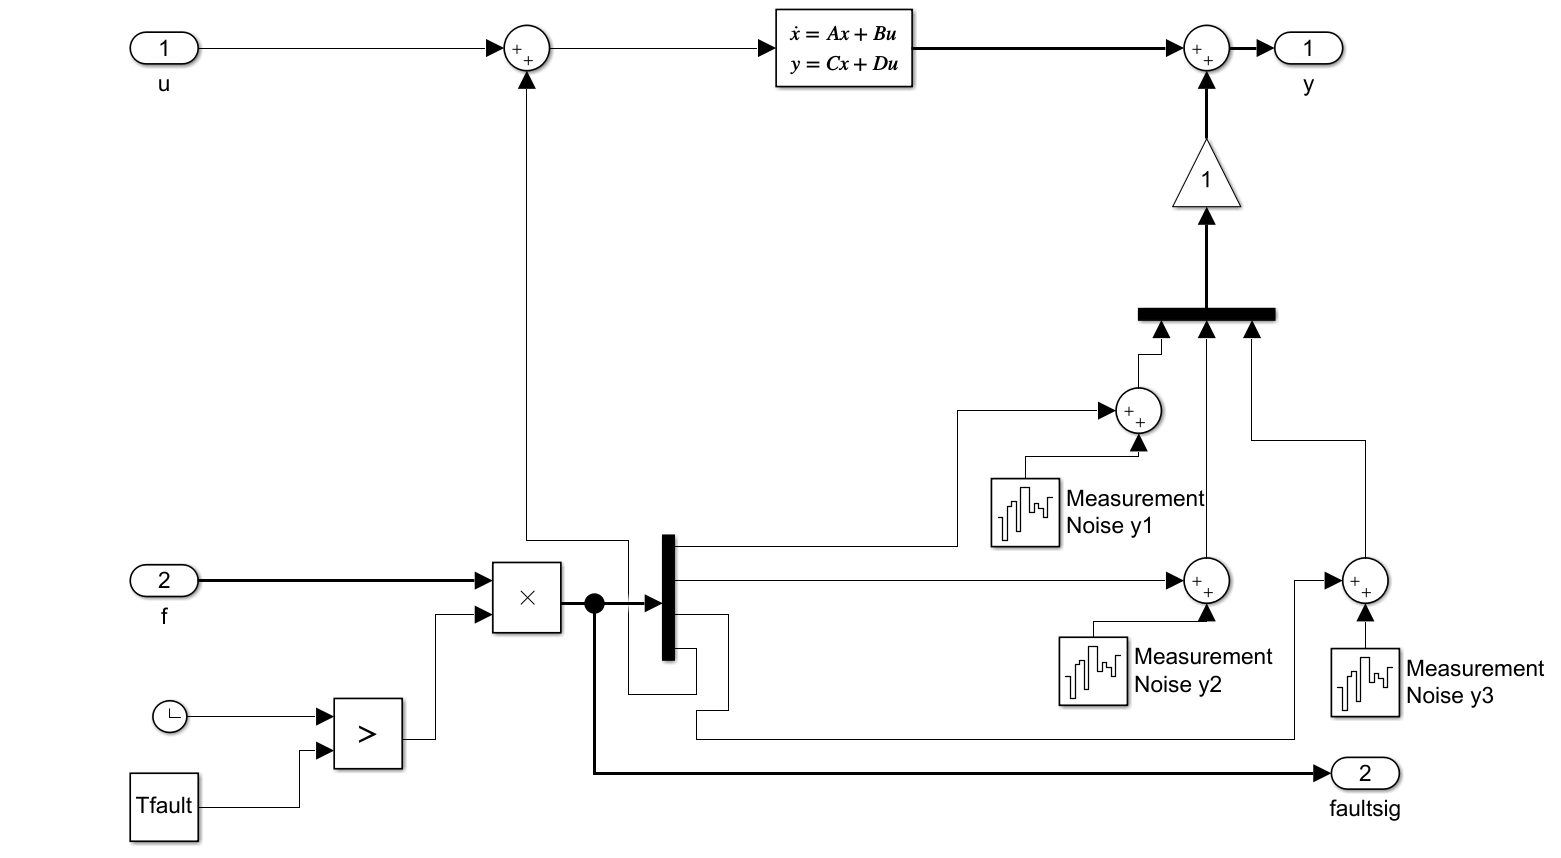 1
u
+
+
ẋ = Ax + Bu
y = Cx + Du
+
+
1
y
1
+
+
Measurement
Noise y1
2
f
×
+
+
+
+
Measurement
Noise y2
Measurement
Noise y3
>
Tfault
2
faultsig